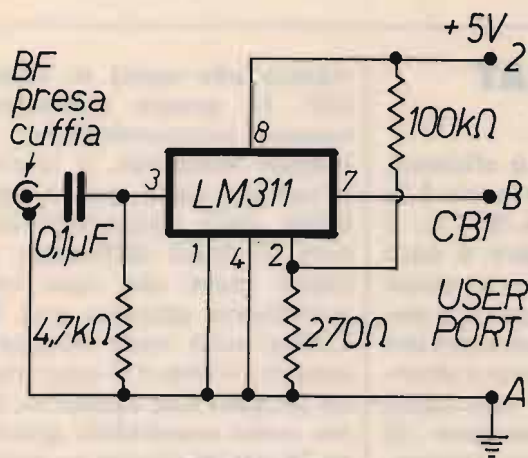 +5V
BF
presa
cuffia
2
8
100kΩ
3
LM311
7
B
0,1µF
CB1
1
4
2
USER
PORT
4,7kΩ
270Ω
A